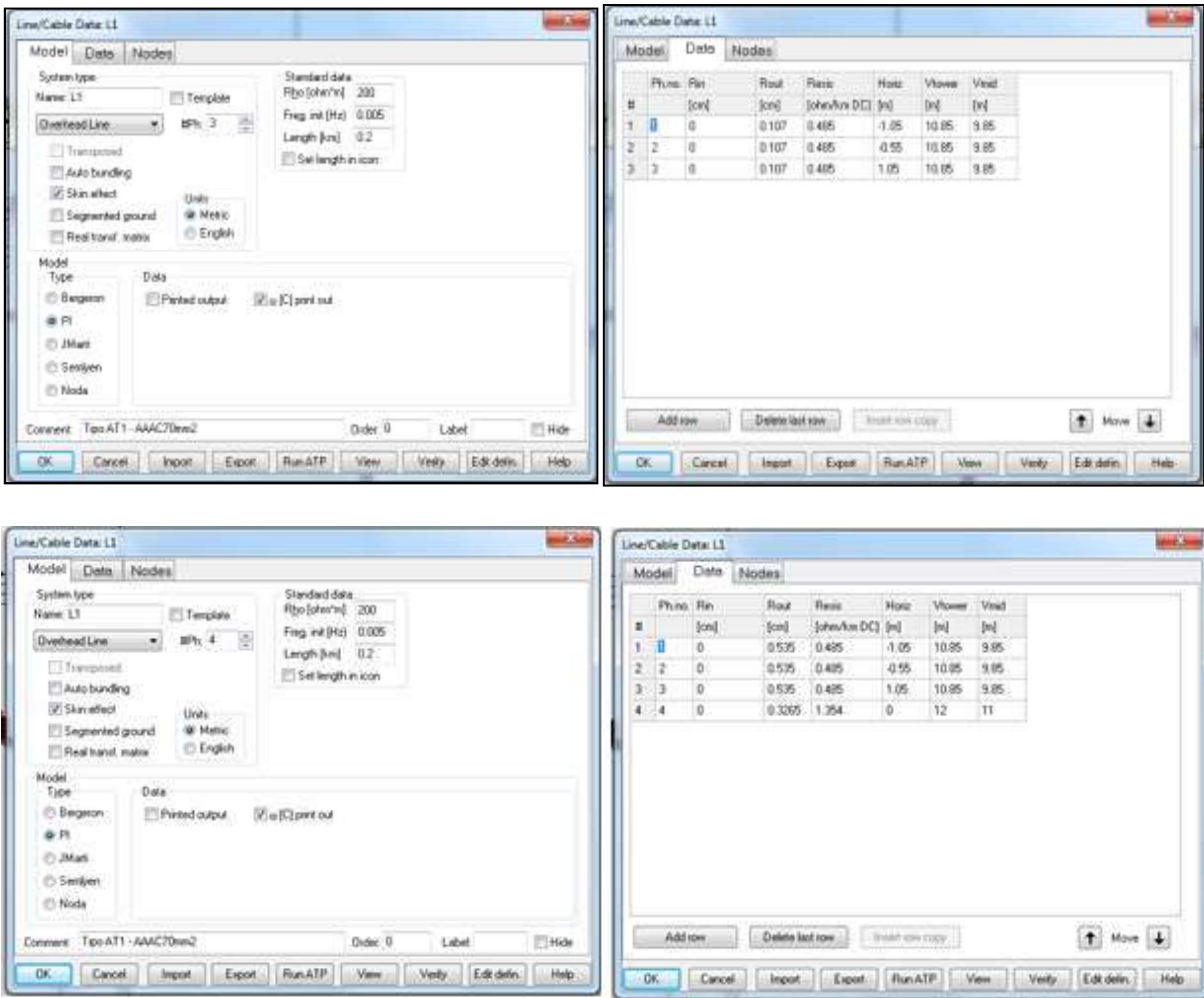 Line/Cable Data: L1
Model Data Nodes
System type
Name: L1 Template
Overhead Line #Ph: 3
Transposed
Auto bundling
Skin effect
Segmented ground
Real transf. matrix
Units
Metric
English
Standard data
Rho [ohm*m] 200
Freq. init [Hz] 0.005
Length [km] 0.2
Set length in icon
Model
Type
Bergeron
PI
JMarti
Semlyen
Noda
Data
Printed output [C] print out
Comment: Tipo AT1 - AAAC70mm2 Order: 0 Label: Hide
OK Cancel Import Export Run ATP View Verify Edit defin. Help
Line/Cable Data: L1
Model Data Nodes
Ph.no. Rin Rout Resis Horiz Vtower Vmid
# [cm] [cm] [ohm/km DC] [m] [m] [m]
1 1 0 0.107 0.485 -1.05 10.85 9.85
2 2 0 0.107 0.485 -0.55 10.85 9.85
3 3 0 0.107 0.485 1.05 10.85 9.85
Add row Delete last row Insert row copy Move
OK Cancel Import Export Run ATP View Verify Edit defin. Help
Line/Cable Data: L1
Model Data Nodes
System type
Name: L1 Template
Overhead Line #Ph: 4
Transposed
Auto bundling
Skin effect
Segmented ground
Real transf. matrix
Units
Metric
English
Standard data
Rho [ohm*m] 200
Freq. init [Hz] 0.005
Length [km] 0.2
Set length in icon
Model
Type
Bergeron
PI
JMarti
Semlyen
Noda
Data
Printed output [C] print out
Comment: Tipo AT1 - AAAC70mm2 Order: 0 Label: Hide
OK Cancel Import Export Run ATP View Verify Edit defin. Help
Line/Cable Data: L1
Model Data Nodes
Ph.no. Rin Rout Resis Horiz Vtower Vmid
# [cm] [cm] [ohm/km DC] [m] [m] [m]
1 1 0 0.535 0.485 -1.05 10.85 9.85
2 2 0 0.535 0.485 -0.55 10.85 9.85
3 3 0 0.535 0.485 1.05 10.85 9.85
4 4 0 0.3265 1.354 0 12 11
Add row Delete last row Insert row copy Move
OK Cancel Import Export Run ATP View Verify Edit defin. Help